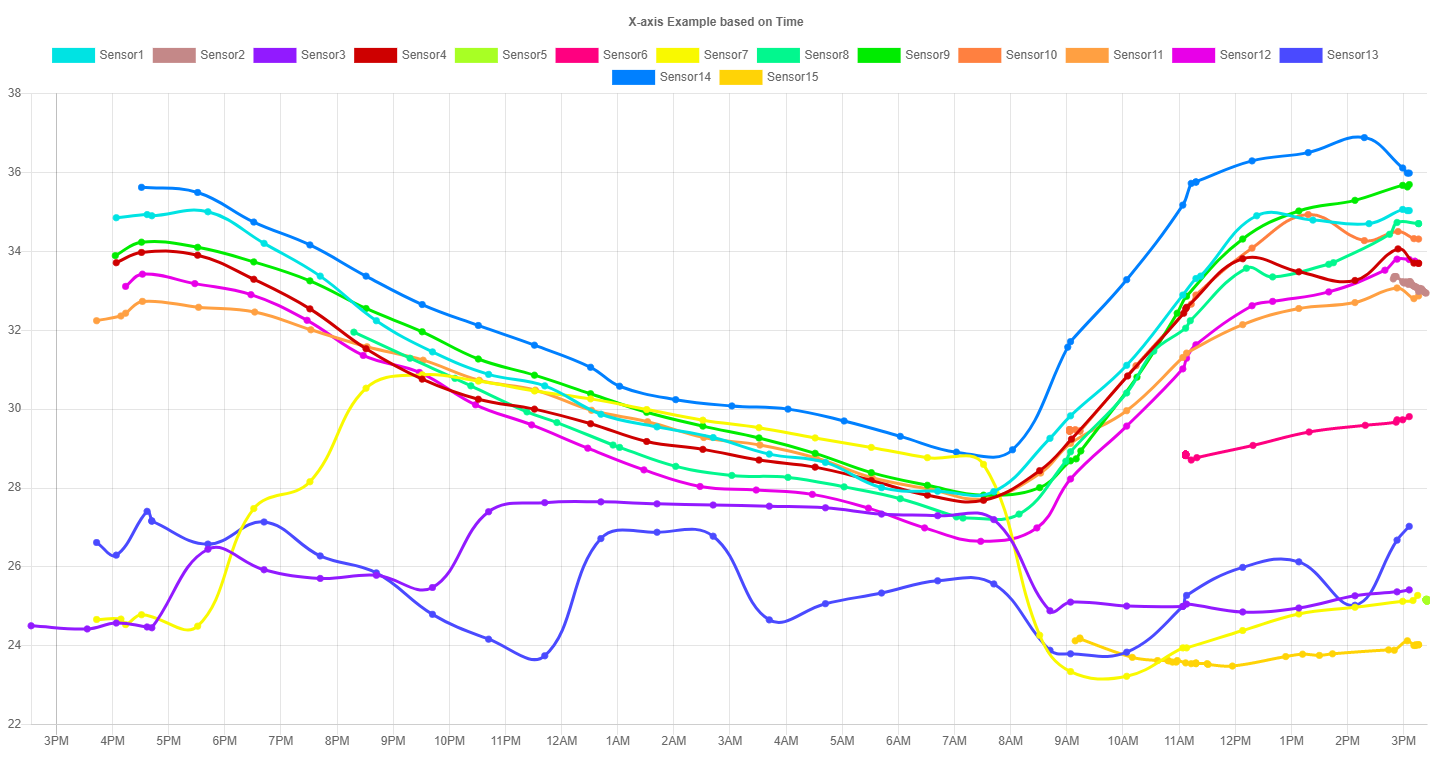 X-axis Example based on Time
Sensor1 Sensor2 Sensor3 Sensor4 Sensor5 Sensor6 Sensor7 Sensor8 Sensor9 Sensor10 Sensor11 Sensor12 Sensor13
Sensor14 Sensor15
38
36
34
32
30
28
26
24
22
3PM 4PM 5PM 6PM 7PM 8PM 9PM 10PM 11PM 12AM 1AM 2AM 3AM 4AM 5AM 6AM 7AM 8AM 9AM 10AM 11AM 12PM 1PM 2PM 3PM